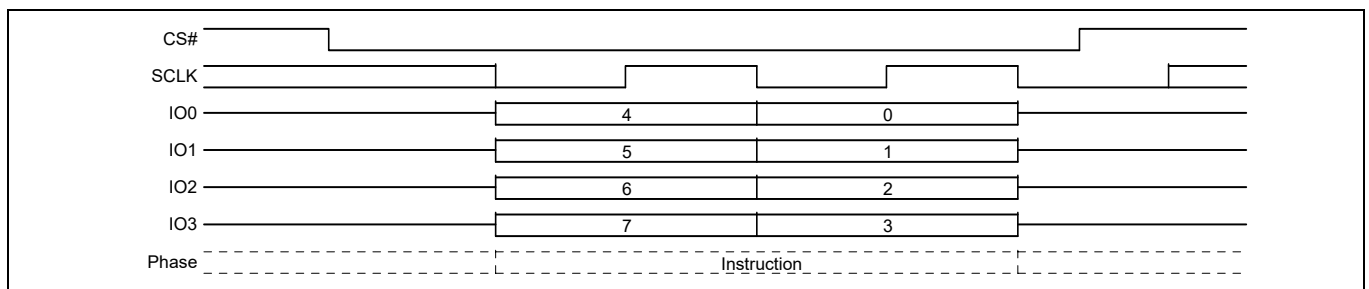 CS#
SCLK
IO0 4 0
IO1 5 1
IO2 6 2
IO3 7 3
Phase Instruction